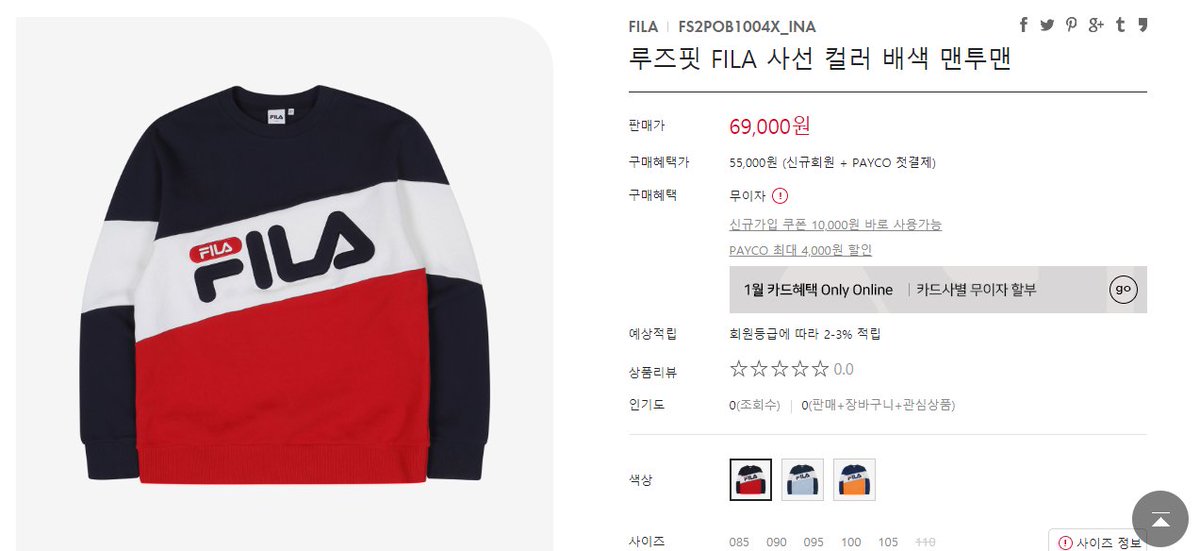 FILA
FILA
FILA
FILA | FS2POB1004X_INA
루즈핏 FILA 사선 컬러 배색 맨투맨
판매가 69,000원
구매혜택가 55,000원 (신규회원 + PAYCO 첫결제)
구매혜택 무이자
신규가입 쿠폰 10,000원 바로 사용가능
PAYCO 최대 4,000원 할인
1월 카드혜택 Only Online | 카드사별 무이자 할부 go
예상적립 회원등급에 따라 2-3% 적립
상품리뷰 ☆☆☆☆☆ 0.0
인기도 0(조회수) | 0(판매+장바구니+관심상품)
색상
사이즈 085 090 095 100 105 110 사이즈 정보